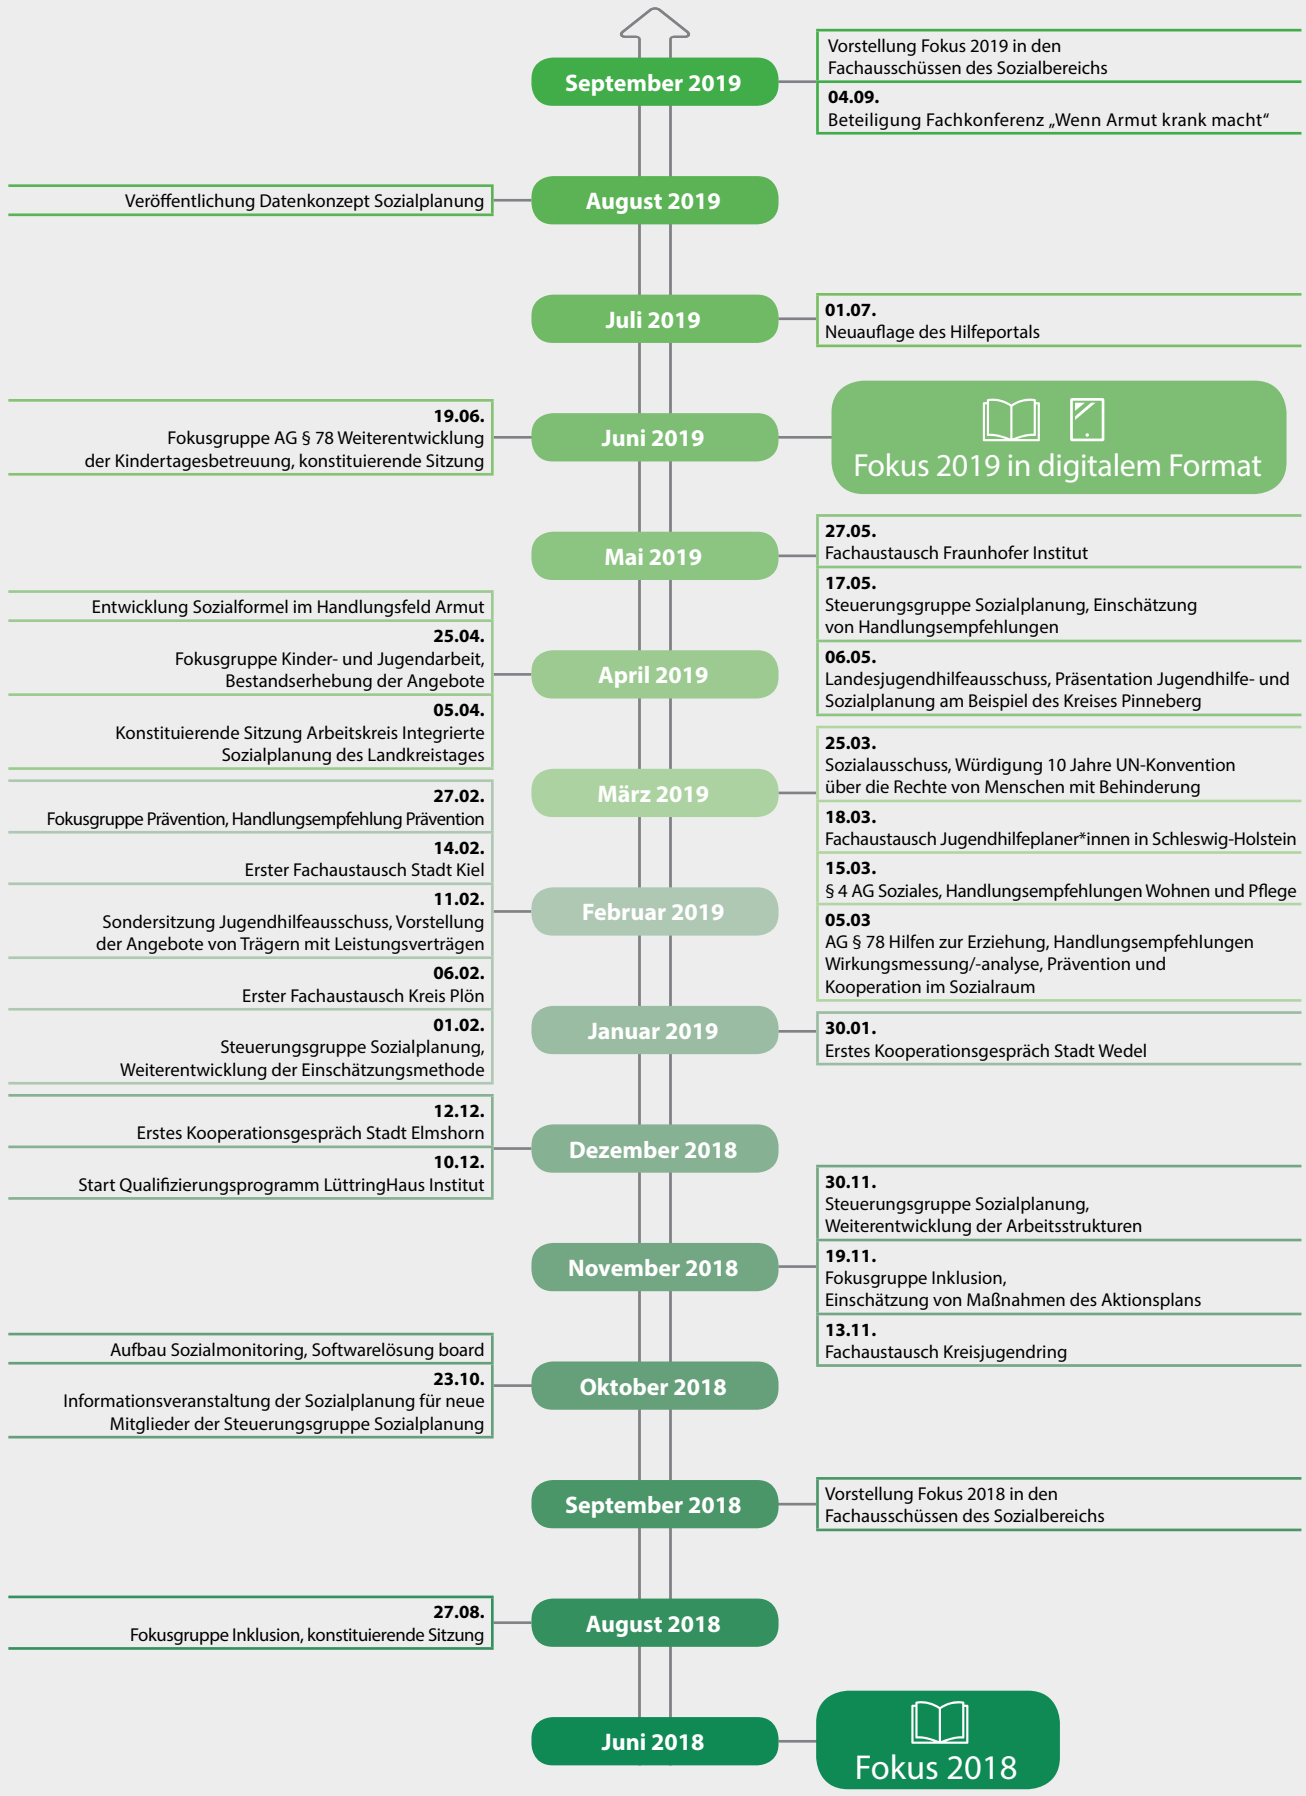 September 2019
Vorstellung Fokus 2019 in den
Fachausschüssen des Sozialbereichs
04.09.
Beteiligung Fachkonferenz „Wenn Armut krank macht“
August 2019
Veröffentlichung Datenkonzept Sozialplanung
Juli 2019
01.07.
Neuauflage des Hilfeportals
Juni 2019
19.06.
Fokusgruppe AG § 78 Weiterentwicklung
der Kindertagesbetreuung, konstituierende Sitzung
Fokus 2019 in digitalem Format
Mai 2019
27.05.
Fachaustausch Fraunhofer Institut
17.05.
Steuerungsgruppe Sozialplanung, Einschätzung
von Handlungsempfehlungen
06.05.
Landesjugendhilfeausschuss, Präsentation Jugendhilfe- und
Sozialplanung am Beispiel des Kreises Pinneberg
April 2019
Entwicklung Sozialformel im Handlungsfeld Armut
25.04.
Fokusgruppe Kinder- und Jugendarbeit,
Bestandserhebung der Angebote
05.04.
Konstituierende Sitzung Arbeitskreis Integrierte
Sozialplanung des Landkreistages
März 2019
25.03.
Sozialausschuss, Würdigung 10 Jahre UN-Konvention
über die Rechte von Menschen mit Behinderung
18.03.
Fachaustausch Jugendhilfeplaner*innen in Schleswig-Holstein
15.03.
§ 4 AG Soziales, Handlungsempfehlungen Wohnen und Pflege
05.03
AG § 78 Hilfen zur Erziehung, Handlungsempfehlungen
Wirkungsmessung/-analyse, Prävention und
Kooperation im Sozialraum
Februar 2019
27.02.
Fokusgruppe Prävention, Handlungsempfehlung Prävention
14.02.
Erster Fachaustausch Stadt Kiel
11.02.
Sondersitzung Jugendhilfeausschuss, Vorstellung
der Angebote von Trägern mit Leistungsverträgen
06.02.
Erster Fachaustausch Kreis Plön
01.02.
Steuerungsgruppe Sozialplanung,
Weiterentwicklung der Einschätzungsmethode
Januar 2019
30.01.
Erstes Kooperationsgespräch Stadt Wedel
Dezember 2018
12.12.
Erstes Kooperationsgespräch Stadt Elmshorn
10.12.
Start Qualifizierungsprogramm LüttringHaus Institut
November 2018
30.11.
Steuerungsgruppe Sozialplanung,
Weiterentwicklung der Arbeitsstrukturen
19.11.
Fokusgruppe Inklusion,
Einschätzung von Maßnahmen des Aktionsplans
13.11.
Fachaustausch Kreisjugendring
Oktober 2018
Aufbau Sozialmonitoring, Softwarelösung board
23.10.
Informationsveranstaltung der Sozialplanung für neue
Mitglieder der Steuerungsgruppe Sozialplanung
September 2018
Vorstellung Fokus 2018 in den
Fachausschüssen des Sozialbereichs
August 2018
27.08.
Fokusgruppe Inklusion, konstituierende Sitzung
Juni 2018
Fokus 2018